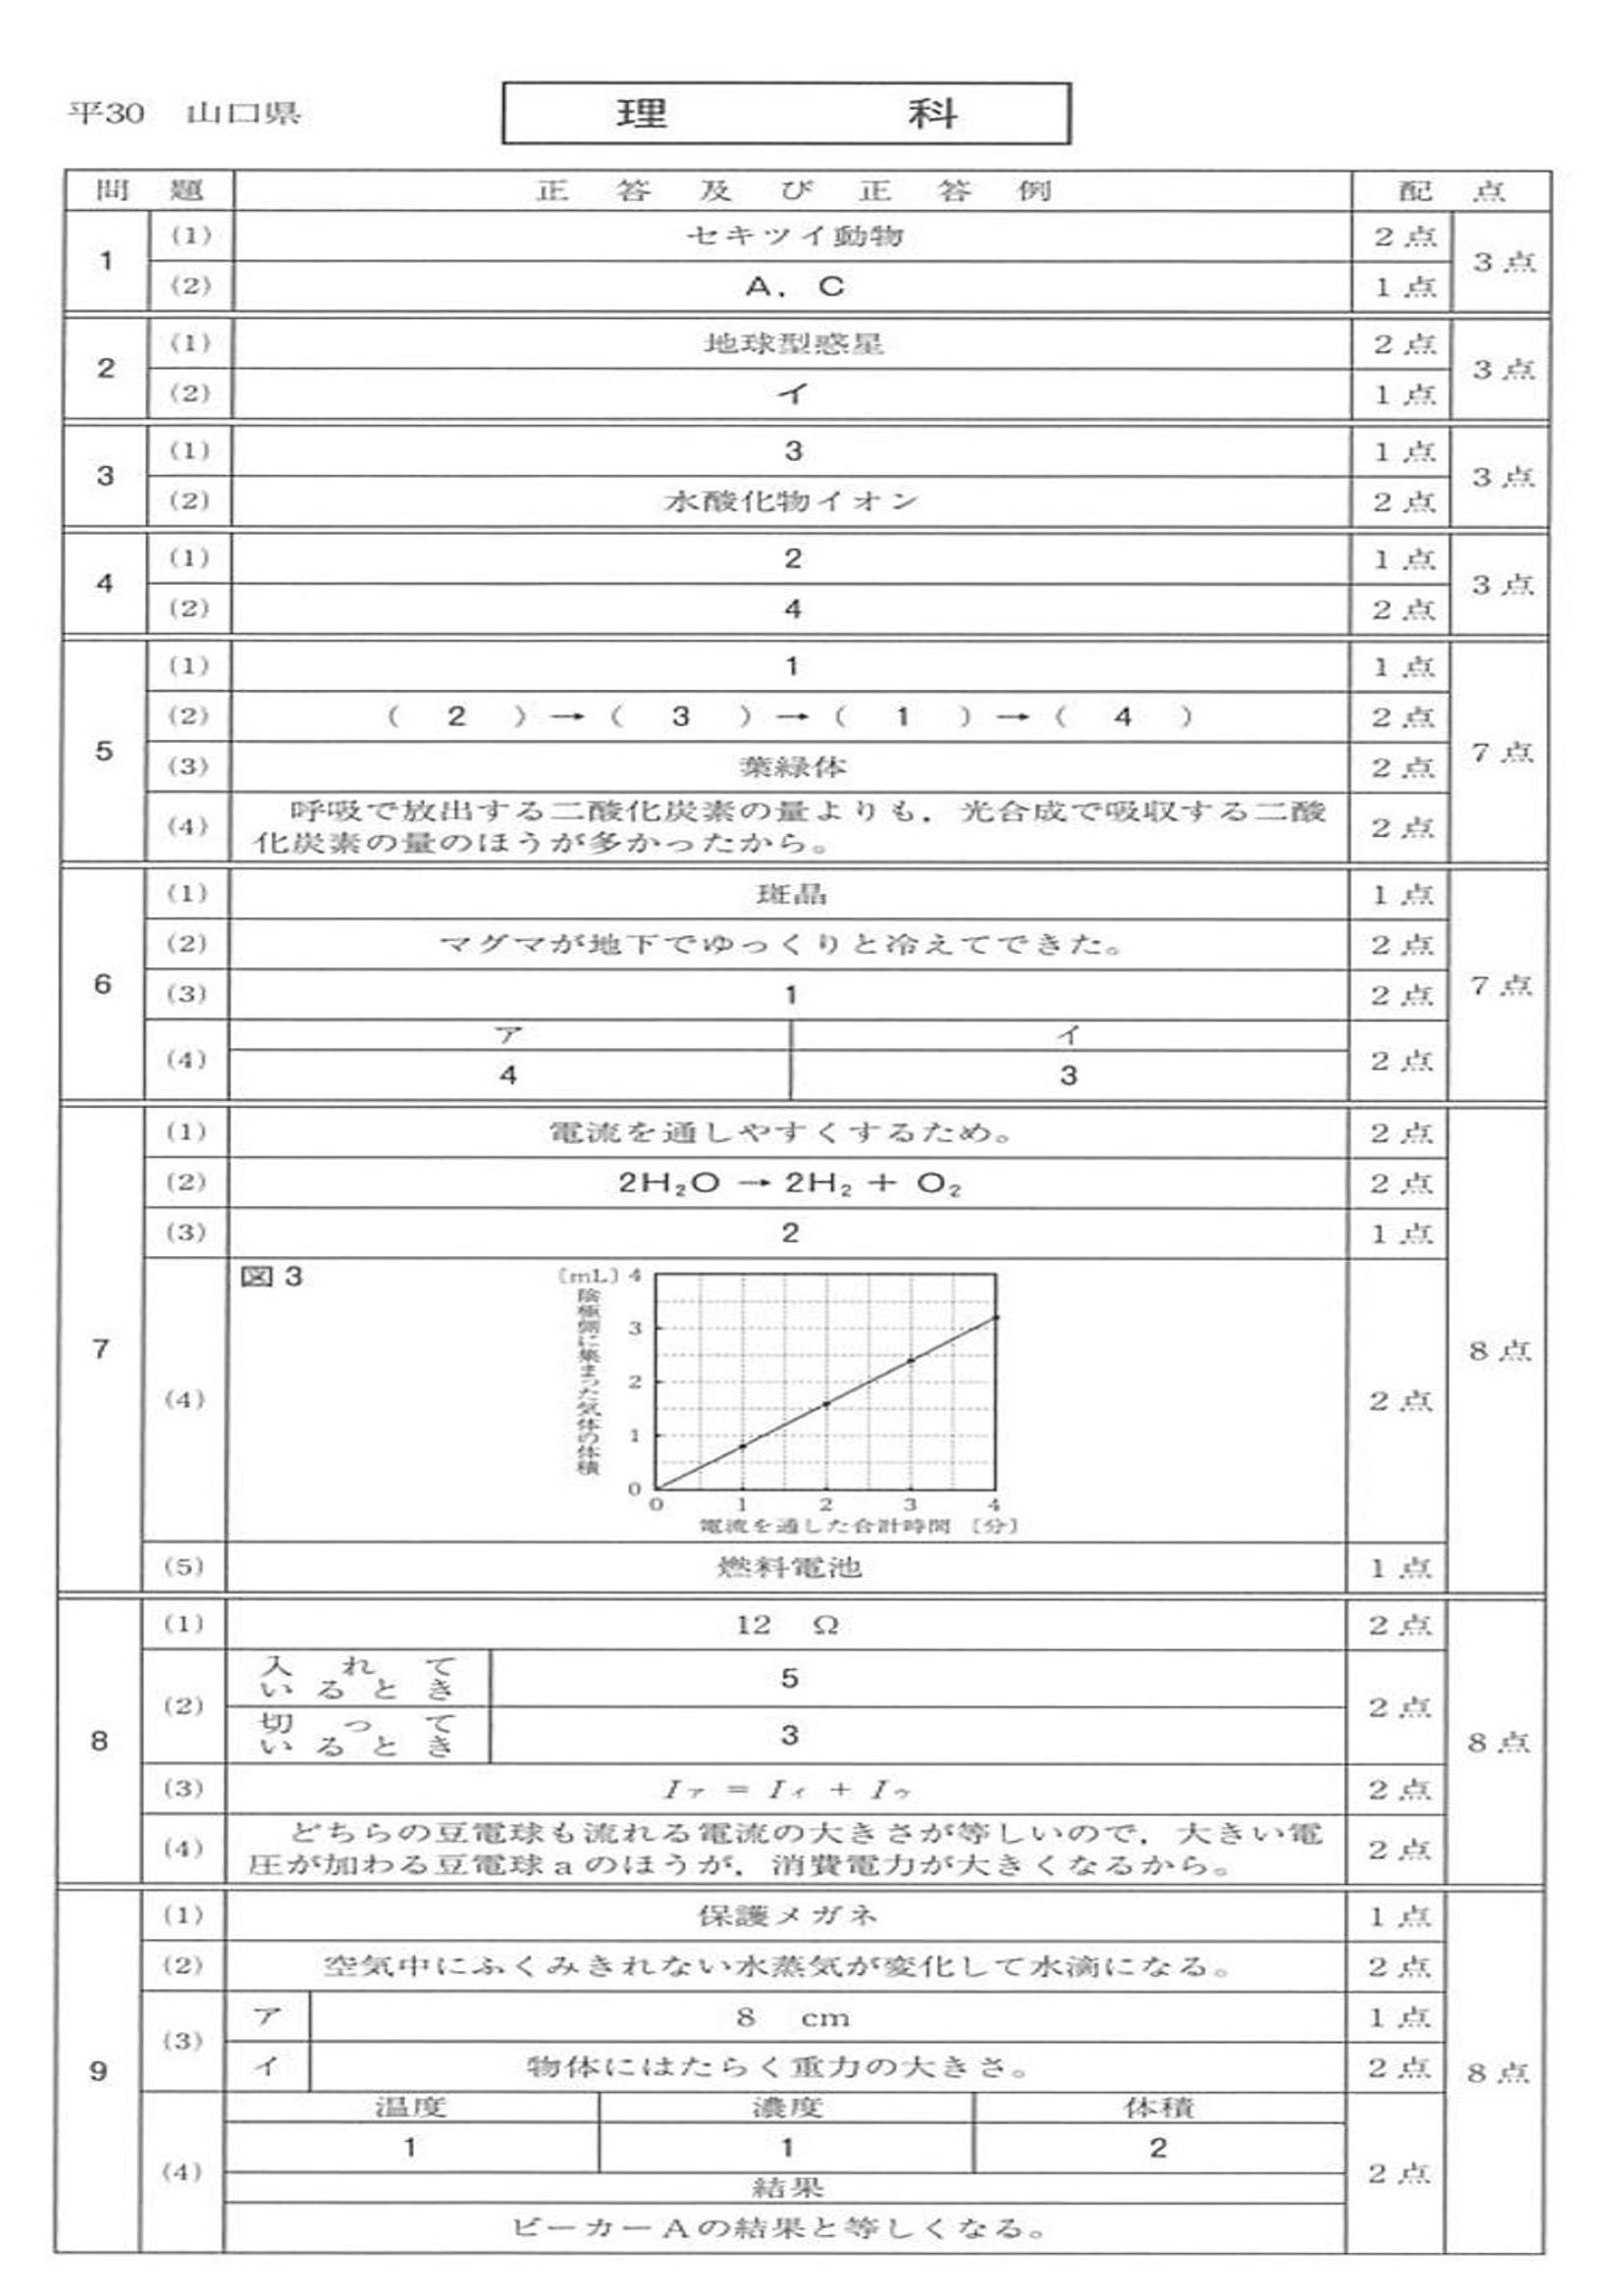 平30 山口県
理 科
問 題 正 答 及 び 正 答 例 配 点
1 (1) セキツイ動物 2点 3点
(2) A，C 1点
2 (1) 地球型惑星 2点 3点
(2) イ 1点
3 (1) 3 1点 3点
(2) 水酸化物イオン 2点
4 (1) 2 1点 3点
(2) 4 2点
5 (1) 1 1点 7点
(2) ( 2 ) → ( 3 ) → ( 1 ) → ( 4 ) 2点
(3) 葉緑体 2点
(4) 呼吸で放出する二酸化炭素の量よりも，光合成で吸収する二酸
化炭素の量のほうが多かったから。 2点
6 (1) 斑晶 1点 7点
(2) マグマが地下でゆっくりと冷えてできた。 2点
(3) 1 2点
(4) ア イ 2点
4 3
7 (1) 電流を通しやすくするため。 2点 8点
(2) 2H₂O → 2H₂ + O₂ 2点
(3) 2 1点
(4) 図3 2点
〔mL〕 4
3
2
1
0
陰極側に集まった気体の体積
0 1 2 3 4
電流を通した合計時間 〔分〕
(5) 燃料電池 1点
8 (1) 12 Ω 2点 8点
(2) 入れて
いるとき 5 2点
切って
いるとき 3
(3) Iア = Iイ + Iウ 2点
(4) どちらの豆電球も流れる電流の大きさが等しいので，大きい電
圧が加わる豆電球aのほうが，消費電力が大きくなるから。 2点
9 (1) 保護メガネ 1点 8点
(2) 空気中にふくみきれない水蒸気が変化して水滴になる。 2点
(3) ア 8 cm 1点
イ 物体にはたらく重力の大きさ。 2点
(4) 温度 濃度 体積 2点
1 1 2
結果
ビーカーAの結果と等しくなる。